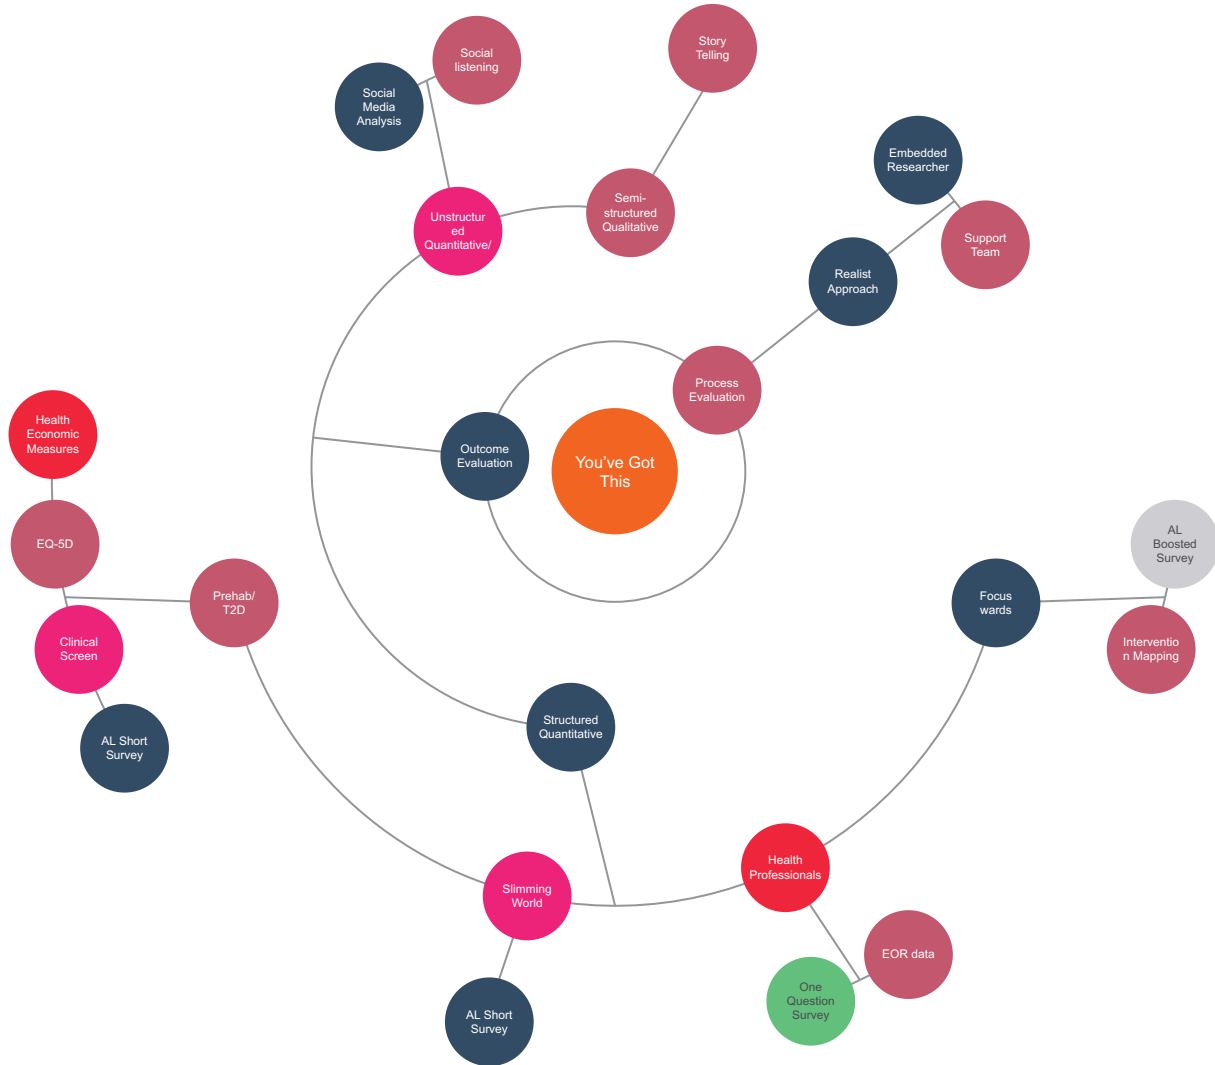 Story
Telling
Social
listening
Social
Media
Analysis
Embedded
Researcher
Semi-
structured
Qualitative
Unstructur
ed
Quantitative/
Support
Team
Realist
Approach
Process
Evaluation
Health
Economic
Measures
Outcome
Evaluation
You've Got
This
EQ-5D
AL
Boosted
Survey
Prehab/
T2D
Focus
wards
Clinical
Screen
Interventio
n Mapping
Structured
Quantitative
AL Short
Survey
Health
Professionals
Slimming
World
EOR data
One
Question
Survey
AL Short
Survey